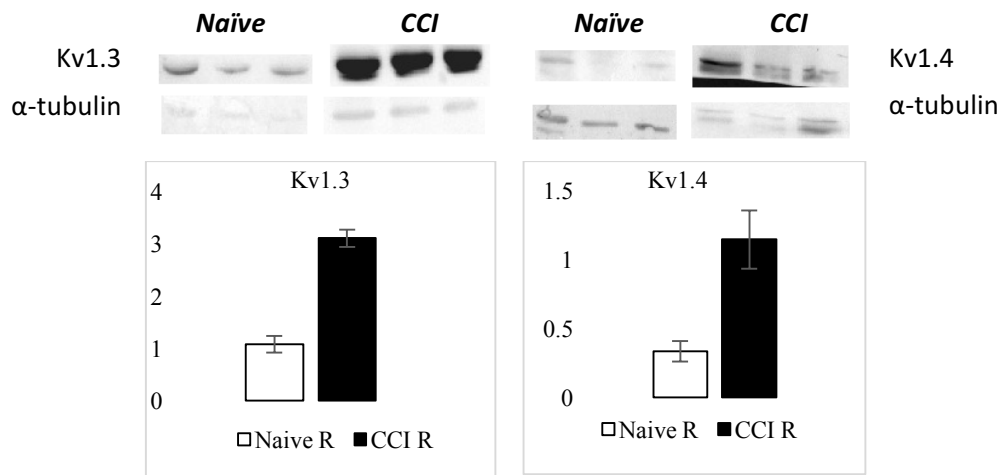 Naïve CCI Naïve CCI
Kv1.3 Kv1.4
α-tubulin α-tubulin
Kv1.3
4
3
2
1
0
□Naive R ■CCI R
Kv1.4
1.5
1
0.5
0
□Naive R ■CCI R